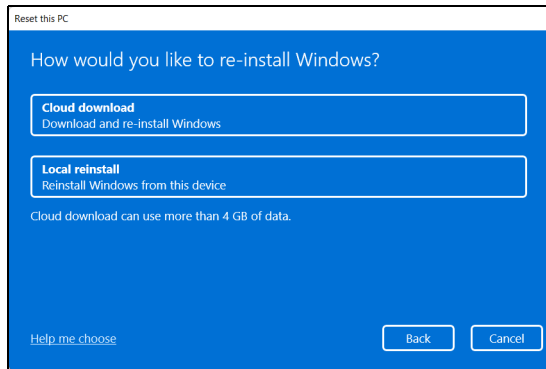 Reset this PC
How would you like to re-install Windows?
Cloud download
Download and re-install Windows
Local reinstall
Reinstall Windows from this device
Cloud download can use more than 4 GB of data.
Help me choose
Back
Cancel